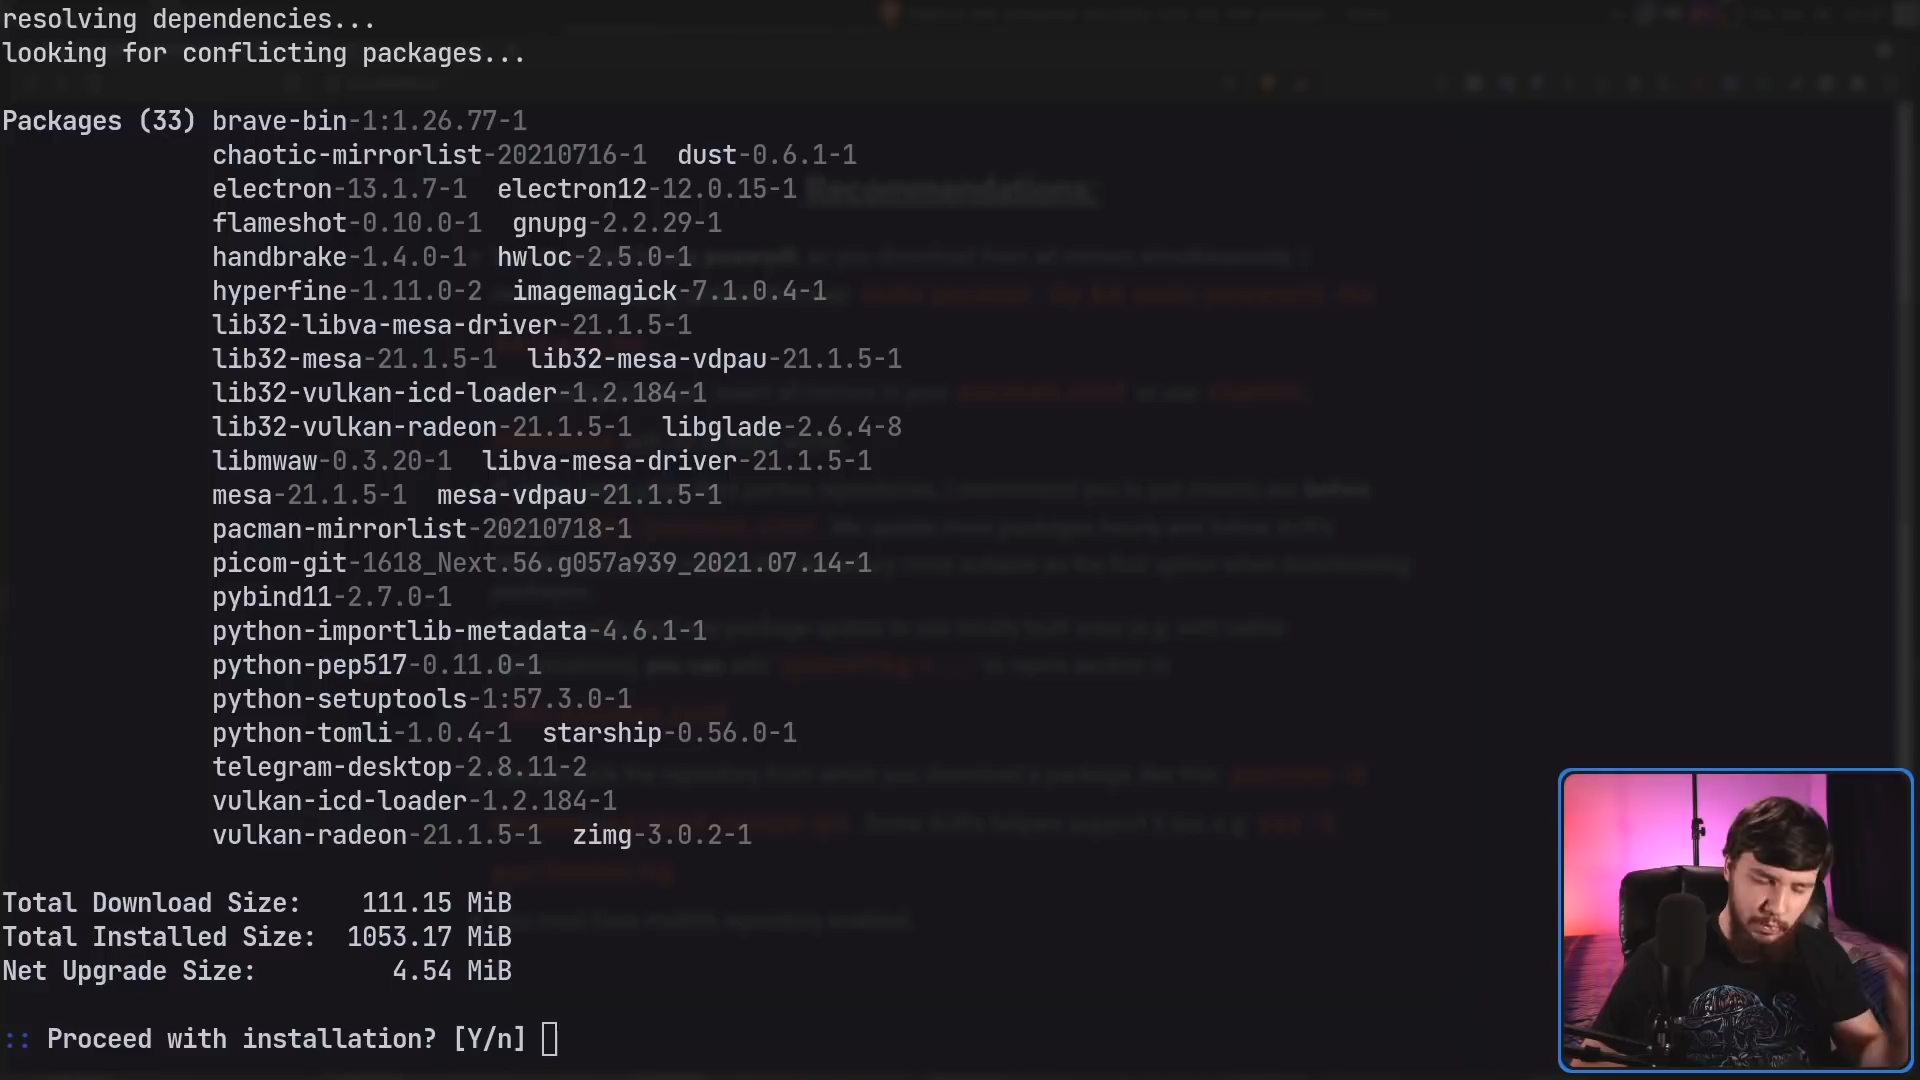 resolving dependencies...
looking for conflicting packages...
Packages (33) brave-bin-1:1.26.77-1
chaotic-mirrorlist-20210716-1  dust-0.6.1-1
electron-13.1.7-1  electron12-12.0.15-1
flameshot-0.10.0-1  gnupg-2.2.29-1
handbrake-1.4.0-1  hwloc-2.5.0-1
hyperfine-1.11.0-2  imagemagick-7.1.0.4-1
lib32-libva-mesa-driver-21.1.5-1
lib32-mesa-21.1.5-1  lib32-mesa-vdpau-21.1.5-1
lib32-vulkan-icd-loader-1.2.184-1
lib32-vulkan-radeon-21.1.5-1  libglade-2.6.4-8
libmwaw-0.3.20-1  libva-mesa-driver-21.1.5-1
mesa-21.1.5-1  mesa-vdpau-21.1.5-1
pacman-mirrorlist-20210718-1
picom-git-1618_Next.56.g057a939_2021.07.14-1
pybind11-2.7.0-1
python-importlib-metadata-4.6.1-1
python-pep517-0.11.0-1
python-setuptools-1:57.3.0-1
python-tomli-1.0.4-1  starship-0.56.0-1
telegram-desktop-2.8.11-2
vulkan-icd-loader-1.2.184-1
vulkan-radeon-21.1.5-1  zimg-3.0.2-1
Total Download Size:    111.15 MiB
Total Installed Size:  1053.17 MiB
Net Upgrade Size:         4.54 MiB
:: Proceed with installation? [Y/n]
Recommendations: